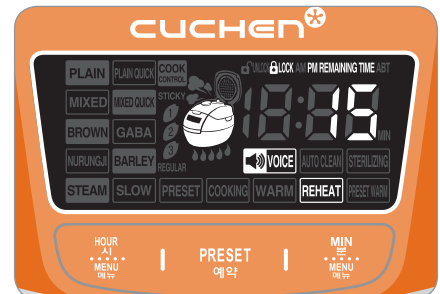 CUCHEN
UNLOCK LOCK AM PM REMAINING TIME ABT
PLAIN PLAIN QUICK COOK CONTROL
MIXED MIXED QUICK STICKY
1
BROWN GABA 2
3
NURUNGJI BARLEY REGULAR
18:15 MIN
VOICE AUTO CLEAN STERILIZING
STEAM SLOW PRESET COOKING WARM REHEAT PRESET WARM
HOUR
시
MENU
메뉴
PRESET
예약
MIN
분
MENU
메뉴